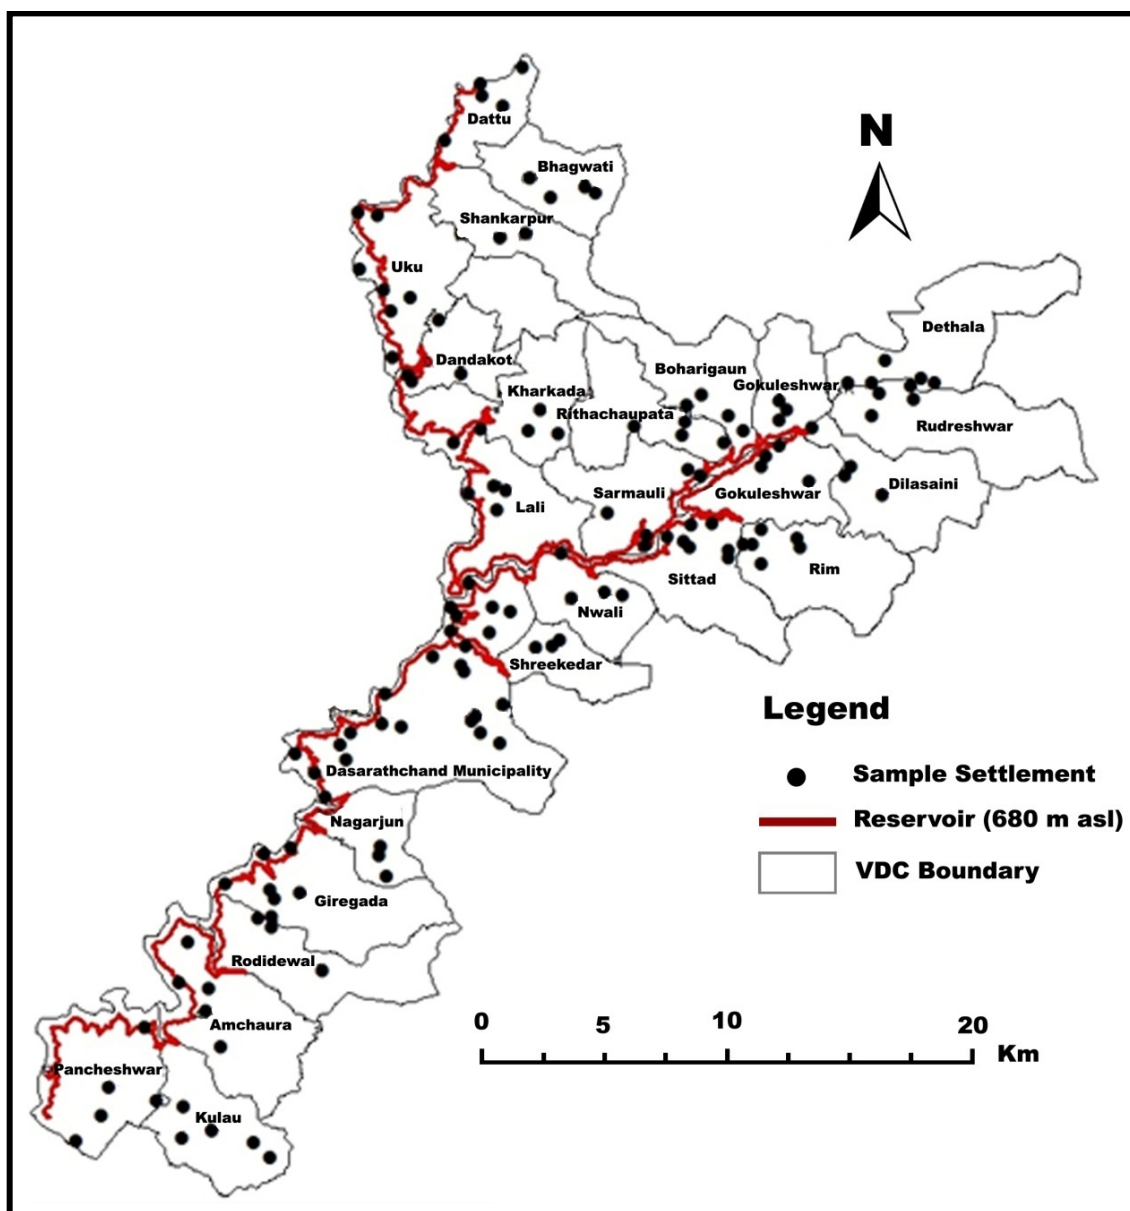 Dattu
N
Bhagwati
Shankarpur
Uku
Dethala
Dandakot
Boharigaun
Gokuleshwar
Kharkada
Rithachaupata
Rudreshwar
Dilasaini
Sarmauli
Gokuleshwar
Lali
Rim
Sittad
Nwali
Shreekedar
Legend
Dasarathchand Municipality
Sample Settlement
Nagarjun
Reservoir (680 m asl)
VDC Boundary
Giregada
Rodidewal
Amchaura
0 5 10 20
Km
Pancheshwar
Kulau